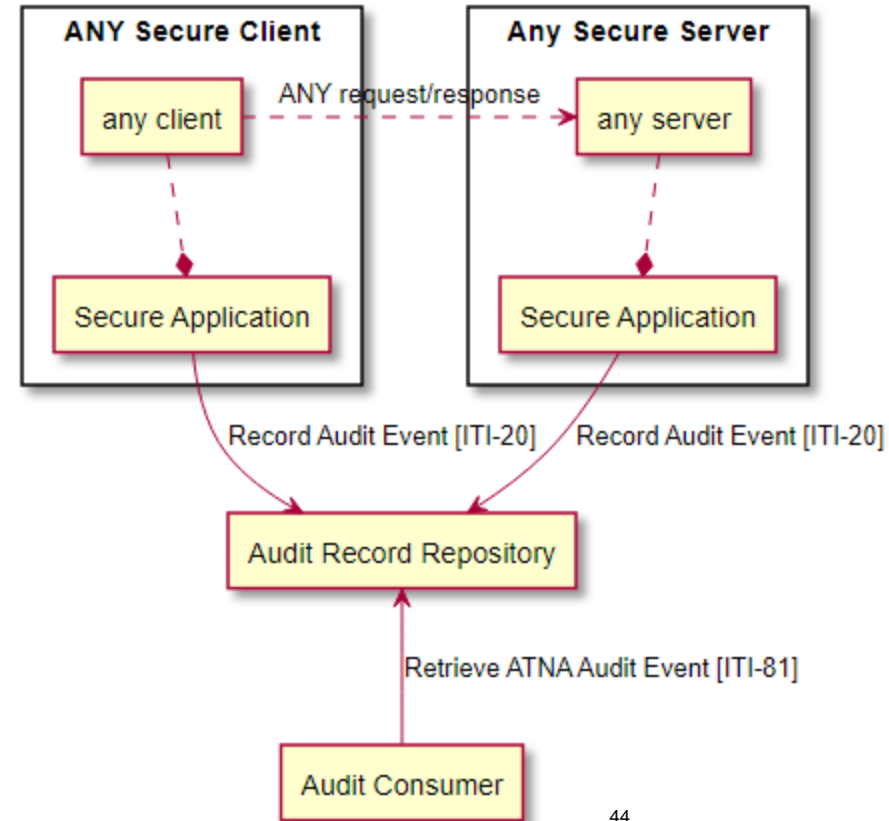 ANY Secure Client
Any Secure Server
any client
ANY request/response
any server
Secure Application
Secure Application
Record Audit Event [ITI-20]
Record Audit Event [ITI-20]
Audit Record Repository
Retrieve ATNA Audit Event [ITI-81]
Audit Consumer
44